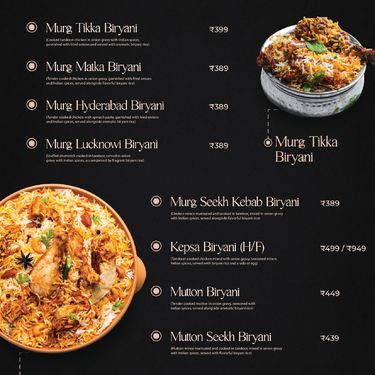 Murg Tikka Biryani ₹399
(Cooked tandoori chicken in onion gravy with Indian spices,
garnished with fried onions and served with aromatic biryani rice)
Murg Matka Biryani ₹389
(Tender cooked chicken in onion gravy, garnished with fried onions
and Indian spices, served alongside flavorful biryani rice)
Murg Hyderabad Biryani ₹389
(Tender cooked chicken with spinach paste, garnished with fried onions
and Indian spices, served alongside aromatic biryani rice)
Murg Lucknowi Biryani ₹389
(Stuffed drumstick cooked in tandoor, served in onion
gravy with Indian spices, accompanied by fragrant biryani rice)
Murg Tikka
Biryani
Murg Seekh Kebab Biryani ₹389
(Chicken mince marinated and cooked in tandoor, mixed in onion gravy
with Indian spices, served alongside flavorful biryani rice)
Kepsa Biryani (H/F) ₹499 / ₹949
(Tandoori chicken mixed with onion gravy, seasoned mince,
Indian spices, served with biryani rice and a side of egg)
Mutton Biryani ₹449
(Tender cooked mutton in onion gravy, seasoned with
Indian spices, served alongside aromatic biryani rice)
Mutton Seekh Biryani ₹439
(Mutton mince marinated and cooked in tandoor, mixed in onion gravy
with Indian spices, served with flavorful biryani rice)